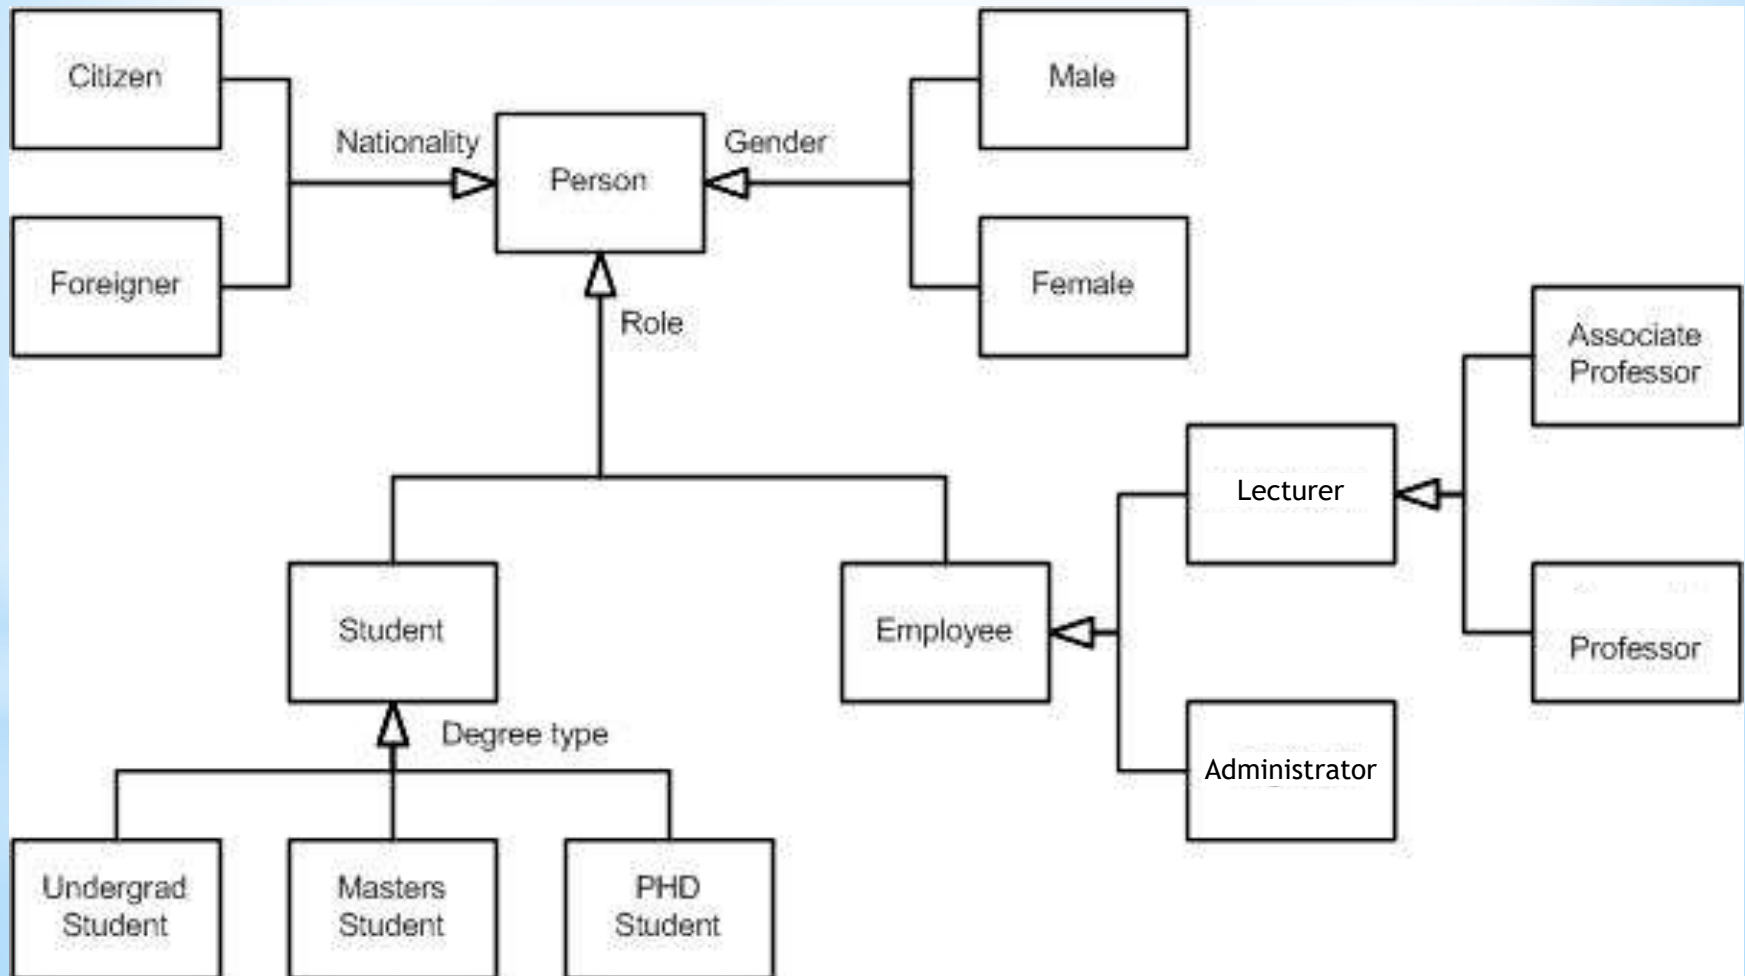 Citizen
Male
Nationality
Gender
Person
Foreigner
Female
Role
Associate
Professor
Lecturer
Student
Employee
Professor
Degree type
Administrator
Undergrad
Student
Masters
Student
PHD
Student